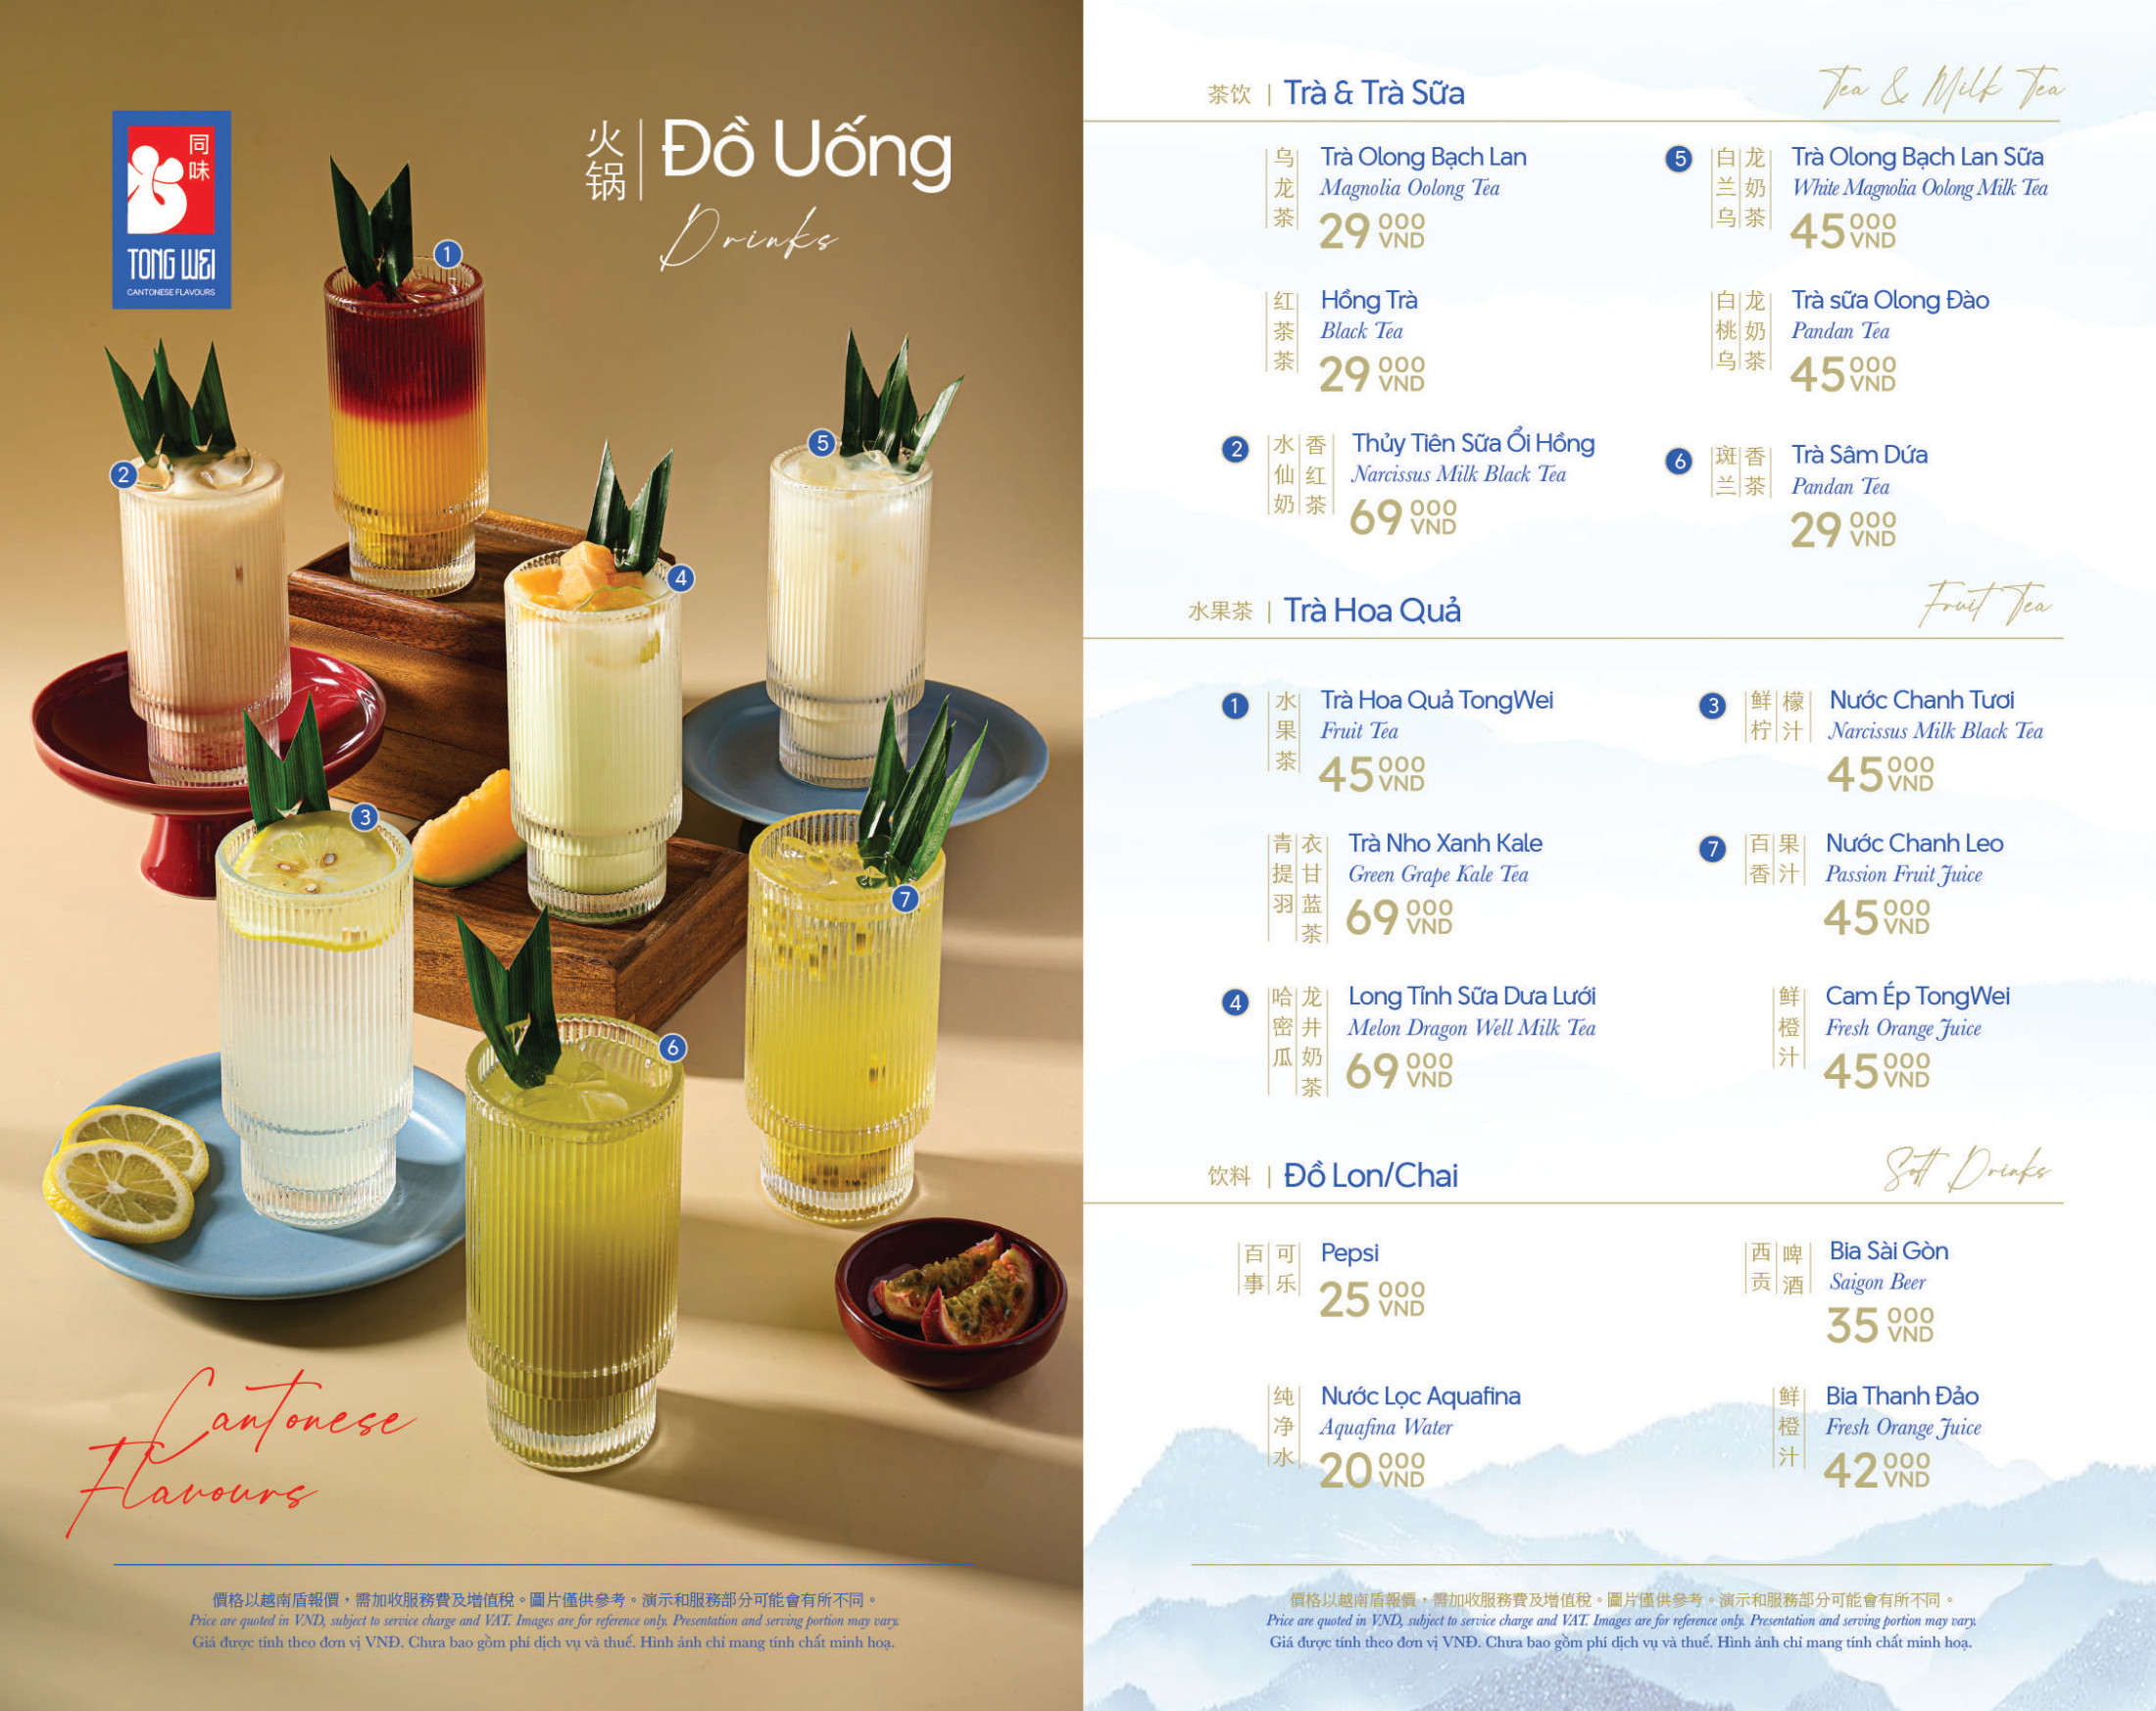 同味
TONG WEI
CANTONESE FLAVOURS
火锅 | Đồ Uống
Drinks
1
2
5
4
3
7
6
Cantonese
Flavours
價格以越南盾報價，需加收服務費及增值稅。圖片僅供參考。演示和服務部分可能會有所不同。
Price are quoted in VND, subject to service charge and VAT. Images are for reference only. Presentation and serving portion may vary.
Giá được tính theo đơn vị VNĐ. Chưa bao gồm phí dịch vụ và thuế. Hình ảnh chỉ mang tính chất minh hoạ.
茶饮 | Trà & Trà Sữa
Tea & Milk Tea
乌龙茶
Trà Olong Bạch Lan
Magnolia Oolong Tea
29 000 VND
5
白兰乌龙奶茶
Trà Olong Bạch Lan Sữa
White Magnolia Oolong Milk Tea
45 000 VND
红茶茶
Hồng Trà
Black Tea
29 000 VND
白桃乌龙奶茶
Trà sữa Olong Đào
Pandan Tea
45 000 VND
2
水仙奶香红茶
Thủy Tiên Sữa Ổi Hồng
Narcissus Milk Black Tea
69 000 VND
6
斑兰香茶
Trà Sâm Dứa
Pandan Tea
29 000 VND
水果茶 | Trà Hoa Quả
Fruit Tea
1
水果茶
Trà Hoa Quả TongWei
Fruit Tea
45 000 VND
3
鲜柠檬汁
Nước Chanh Tươi
Narcissus Milk Black Tea
45 000 VND
青提羽衣甘蓝茶
Trà Nho Xanh Kale
Green Grape Kale Tea
69 000 VND
7
百香果汁
Nước Chanh Leo
Passion Fruit Juice
45 000 VND
4
哈密瓜龙井奶茶
Long Tỉnh Sữa Dưa Lưới
Melon Dragon Well Milk Tea
69 000 VND
鲜橙汁
Cam Ép TongWei
Fresh Orange Juice
45 000 VND
饮料 | Đồ Lon/Chai
Soft Drinks
百事可乐
Pepsi
25 000 VND
西贡啤酒
Bia Sài Gòn
Saigon Beer
35 000 VND
纯净水
Nước Lọc Aquafina
Aquafina Water
20 000 VND
鲜橙汁
Bia Thanh Đảo
Fresh Orange Juice
42 000 VND
價格以越南盾報價，需加收服務費及增值稅。圖片僅供參考。演示和服務部分可能會有所不同。
Price are quoted in VND, subject to service charge and VAT. Images are for reference only. Presentation and serving portion may vary.
Giá được tính theo đơn vị VNĐ. Chưa bao gồm phí dịch vụ và thuế. Hình ảnh chỉ mang tính chất minh hoạ.